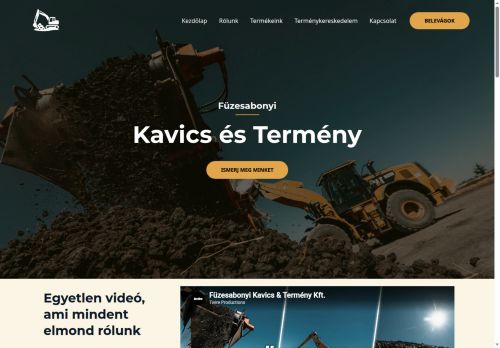 Kezdőlap Rólunk Termékeink Terménykereskedelem Kapcsolat BELEVÁGOK
Füzesabonyi
Kavics és Termény
ISMERJ MEG MINKET
Egyetlen videó,
ami mindent
elmond rólunk
Füzesabonyi Kavics & Termény Kft.